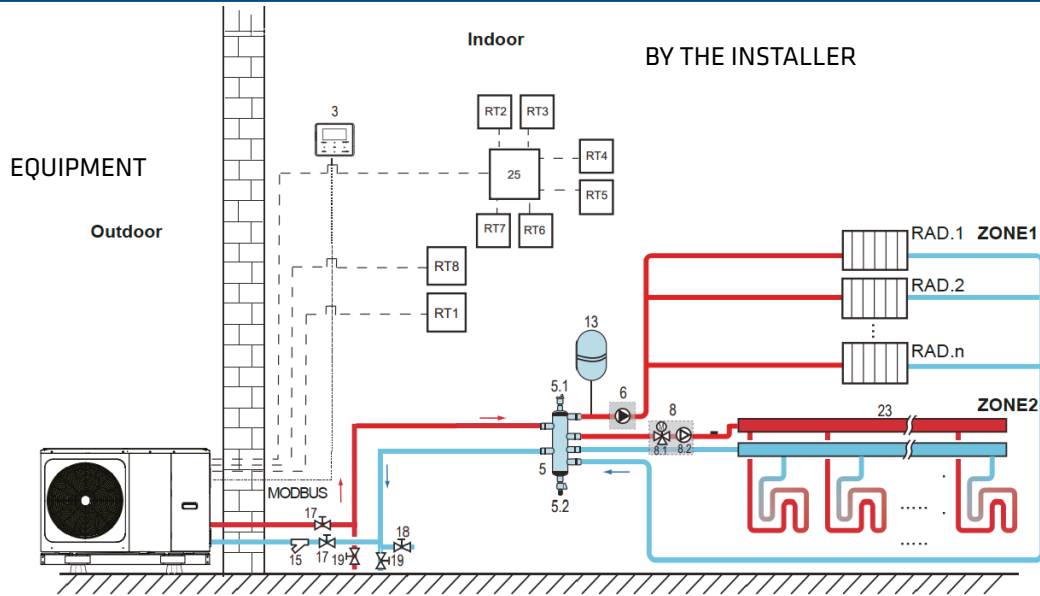 Indoor
BY THE INSTALLER
3
RT2
RT3
EQUIPMENT
25
RT4
RT5
RT7
RT6
Outdoor
RAD.1
ZONE1
RT8
RAD.2
RT1
13
RAD.n
5.1
6
8
23
ZONE2
M
8.1
8.2
5
MODBUS
5.2
17
18
15
17
19
19